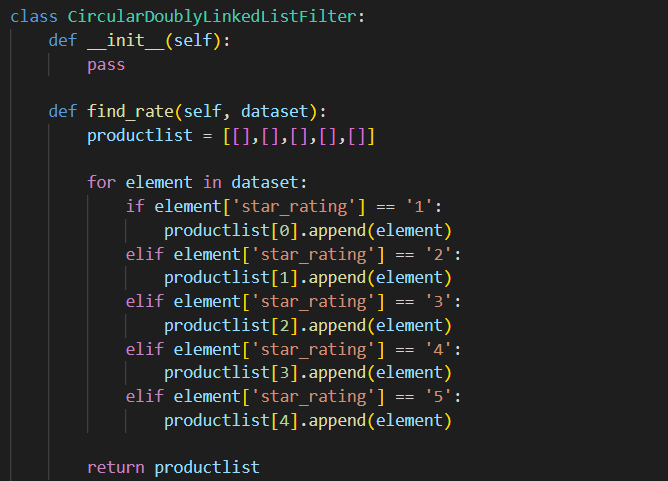 class CircularDoublyLinkedListFilter:
    def __init__(self):
        pass

    def find_rate(self, dataset):
        productlist = [[],[],[],[],[]]

        for element in dataset:
            if element['star_rating'] == '1':
                productlist[0].append(element)
            elif element['star_rating'] == '2':
                productlist[1].append(element)
            elif element['star_rating'] == '3':
                productlist[2].append(element)
            elif element['star_rating'] == '4':
                productlist[3].append(element)
            elif element['star_rating'] == '5':
                productlist[4].append(element)

        return productlist